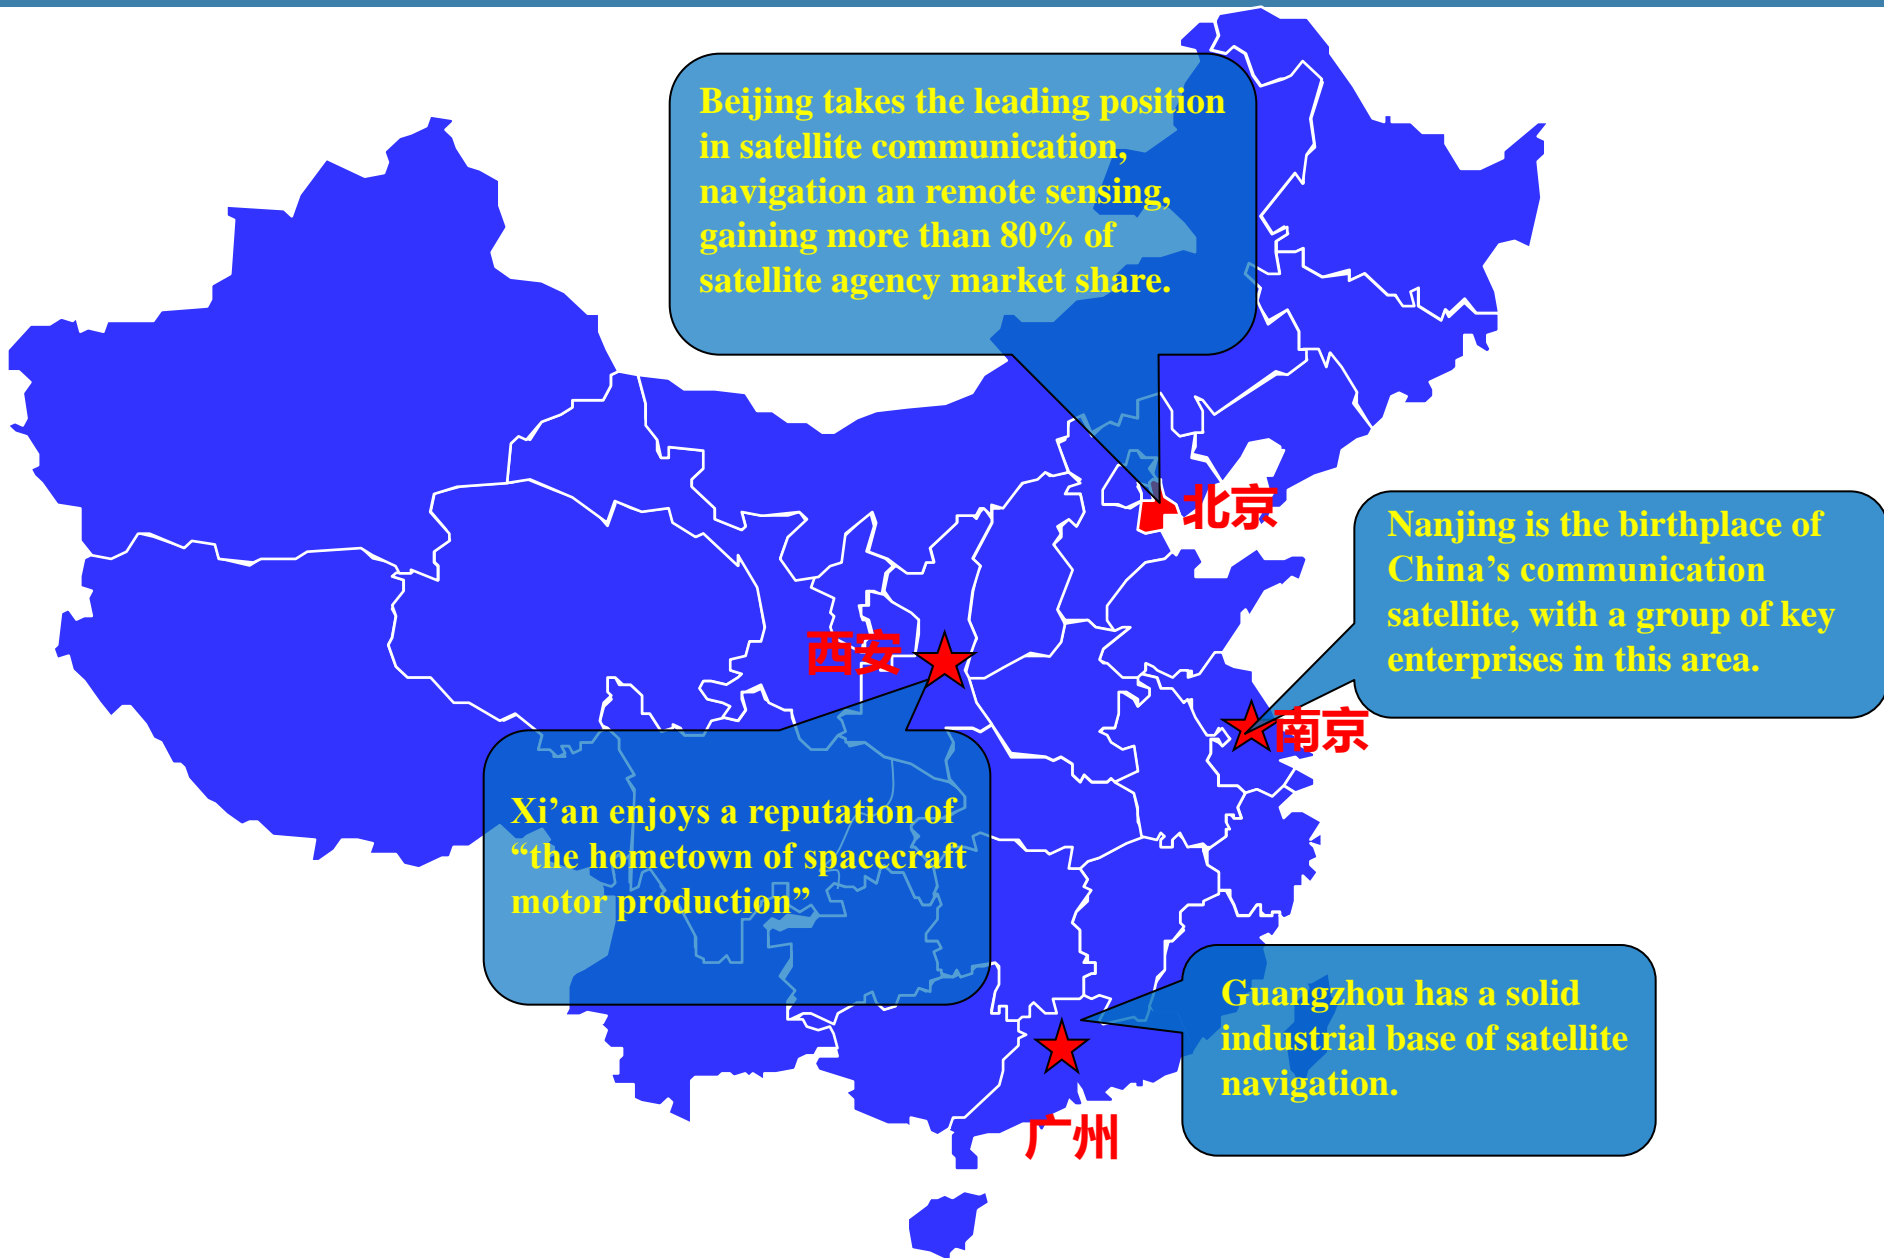 Beijing takes the leading position
in satellite communication,
navigation an remote sensing,
gaining more than 80% of
satellite agency market share.
北京
Nanjing is the birthplace of
China’s communication
satellite, with a group of key
enterprises in this area.
西安
南京
Xi’an enjoys a reputation of
“the hometown of spacecraft
motor production”
Guangzhou has a solid
industrial base of satellite
navigation.
广州